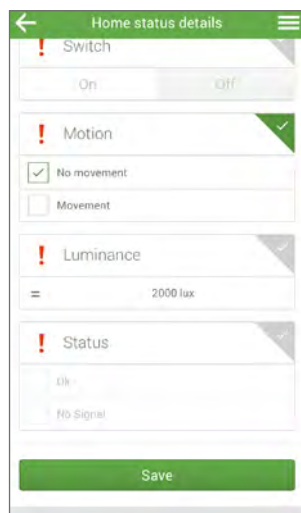 Home status details
Switch
On Off
Motion
No movement
Movement
Luminance
= 2000 lux
Status
Ok
No Signal
Save